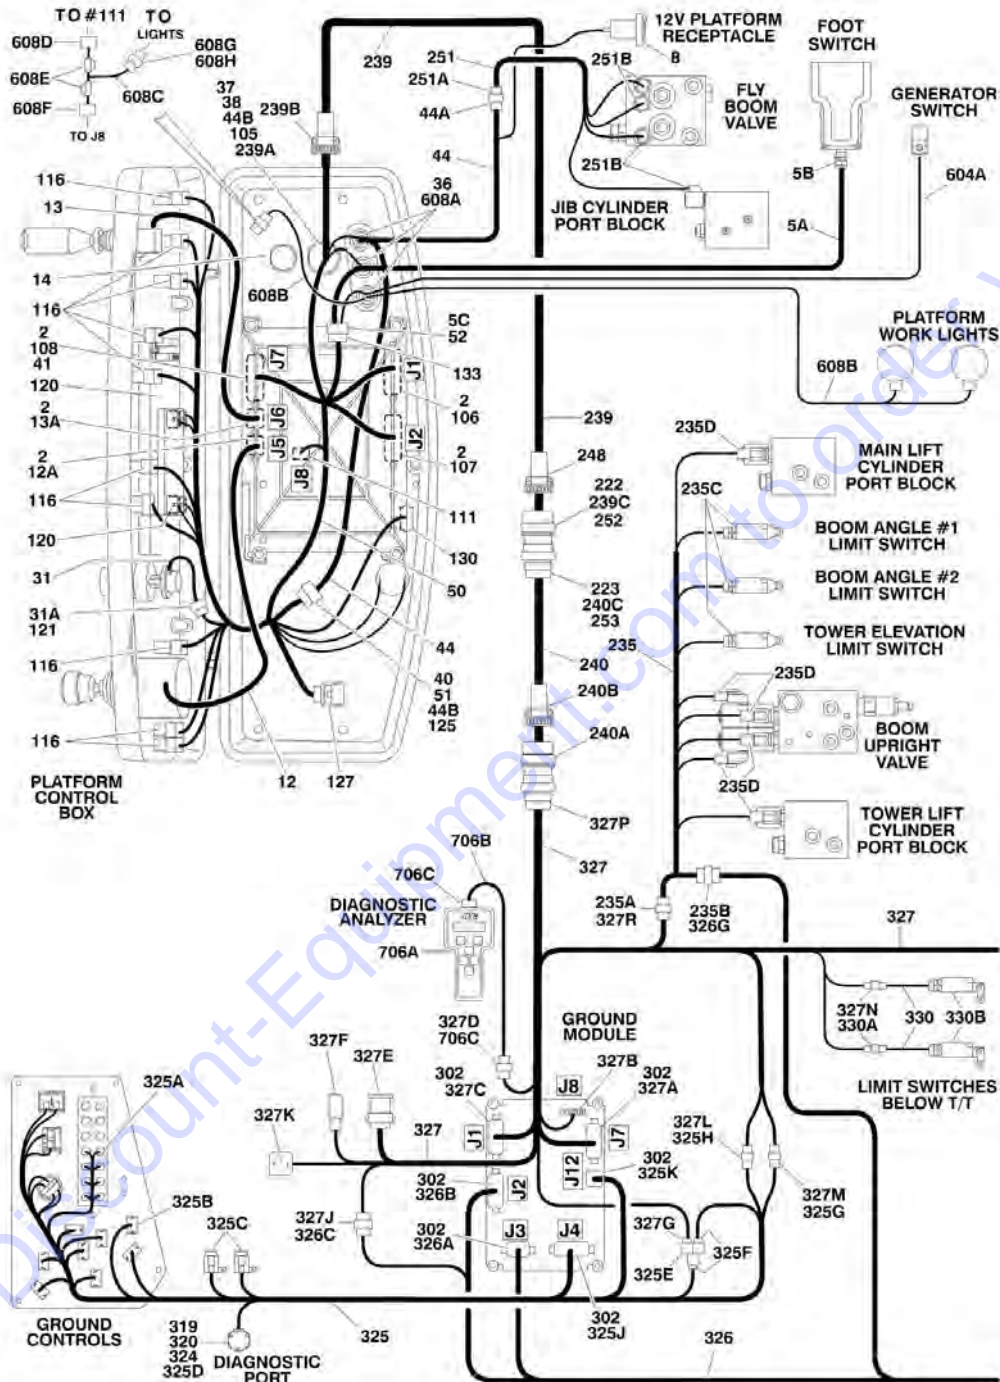 TO #111
TO
LIGHTS
608D
608G
608H
608E
608C
608F
TO J8
37
38
44B
105
239A
239B
239
251
251A
44A
44
36
608A
251B
12V PLATFORM
RECEPTACLE
B
FLY
BOOM
VALVE
251B
JIB CYLINDER
PORT BLOCK
FOOT
SWITCH
5B
5A
GENERATOR
SWITCH
604A
116
13
14
116
2
108
41
120
2
13A
2
12A
116
120
31
31A
121
116
116
PLATFORM
CONTROL
BOX
608B
J7
J6
J5
J8
J1
J2
5C
52
133
2
106
2
107
111
130
50
44
40
51
44B
125
12
127
PLATFORM
WORK LIGHTS
608B
239
248
222
239C
252
223
240C
253
240
240B
240A
327P
327
235D
MAIN LIFT
CYLINDER
PORT BLOCK
235C
BOOM ANGLE #1
LIMIT SWITCH
BOOM ANGLE #2
LIMIT SWITCH
TOWER ELEVATION
LIMIT SWITCH
235
235D
BOOM
UPRIGHT
VALVE
235D
TOWER LIFT
CYLINDER
PORT BLOCK
235A
327R
235B
326G
327
706B
706C
DIAGNOSTIC
ANALYZER
706A
327D
706C
GROUND
MODULE
327N
330A
330
330B
LIMIT SWITCHES
BELOW T/T
327F
327E
302
327C
J8
327B
302
327A
327K
327
J1
J7
J12
302
325K
302
326B
J2
327J
326C
302
326A
J3
J4
327G
325E
325F
327L
325H
327M
325G
325A
325B
325C
GROUND
CONTROLS
319
320
324
325D
DIAGNOSTIC
PORT
325
302
325J
326
Discount-Equipment.com to order